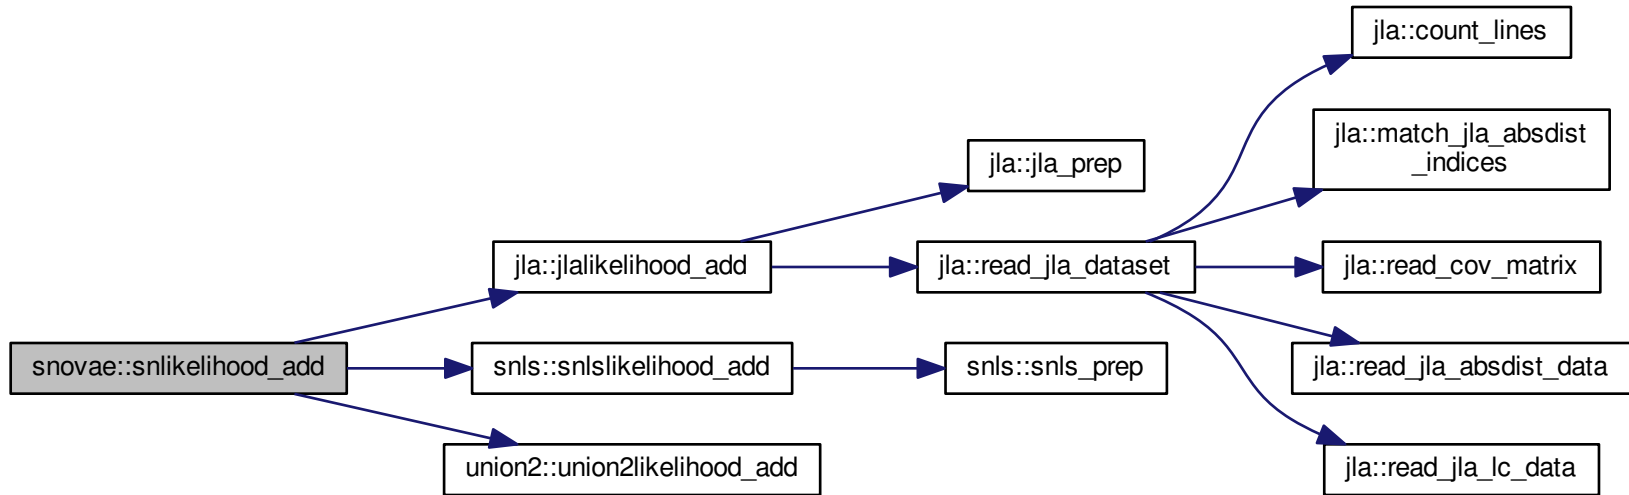 jla::count_lines
jla::match_jla_absdist
_indices
jla::jla_prep
jla::jlalikelihood_add
jla::read_jla_dataset
jla::read_cov_matrix
snovae::snlikelihood_add
snls::snlslikelihood_add
snls::snls_prep
jla::read_jla_absdist_data
union2::union2likelihood_add
jla::read_jla_lc_data